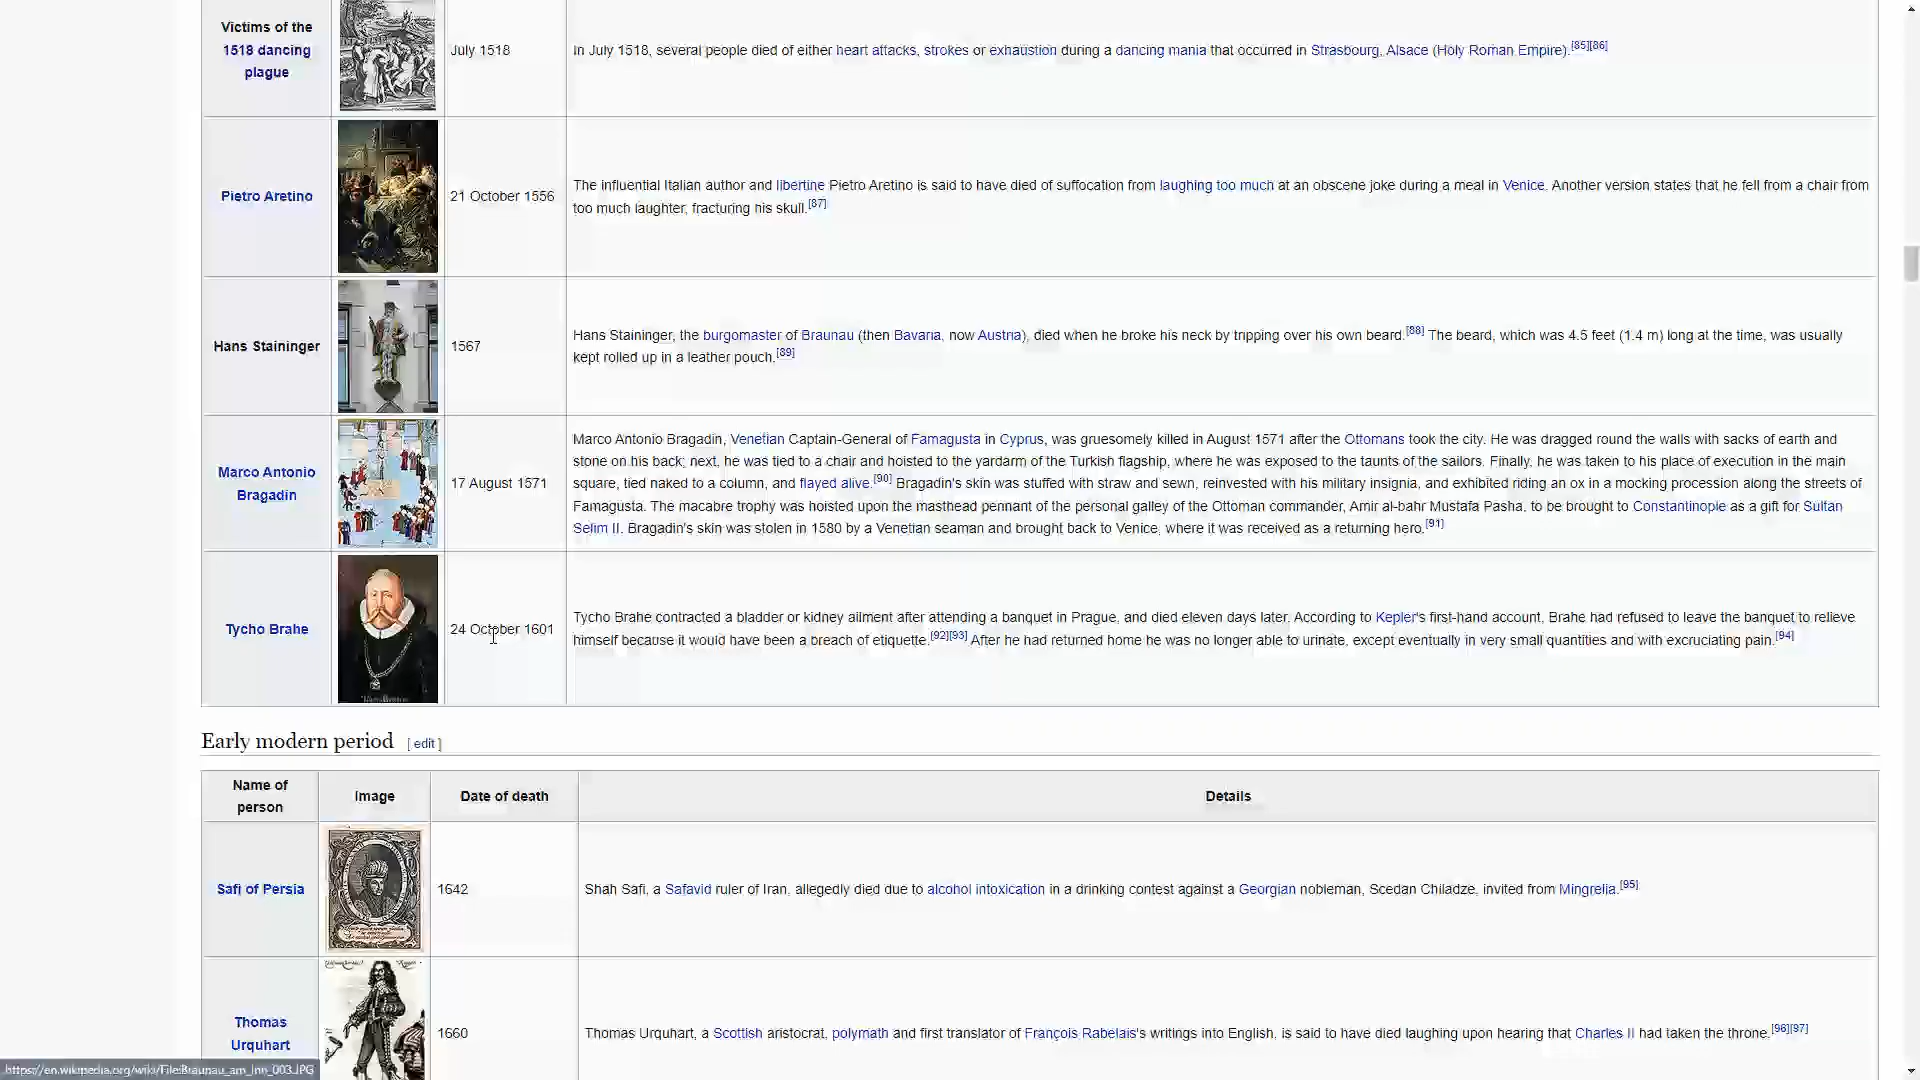 Victims of the
1518 dancing
plague
July 1518
In July 1518, several people died of either heart attacks, strokes or exhaustion during a dancing mania that occurred in Strasbourg, Alsace (Holy Roman Empire).[85][86]
Pietro Aretino
21 October 1556
The influential Italian author and libertine Pietro Aretino is said to have died of suffocation from laughing too much at an obscene joke during a meal in Venice. Another version states that he fell from a chair from
too much laughter, fracturing his skull.[87]
Hans Staininger
1567
Hans Staininger, the burgomaster of Braunau (then Bavaria, now Austria), died when he broke his neck by tripping over his own beard.[88] The beard, which was 4.5 feet (1.4 m) long at the time, was usually
kept rolled up in a leather pouch.[89]
Marco Antonio
Bragadin
17 August 1571
Marco Antonio Bragadin, Venetian Captain-General of Famagusta in Cyprus, was gruesomely killed in August 1571 after the Ottomans took the city. He was dragged round the walls with sacks of earth and
stone on his back; next, he was tied to a chair and hoisted to the yardarm of the Turkish flagship, where he was exposed to the taunts of the sailors. Finally, he was taken to his place of execution in the main
square, tied naked to a column, and flayed alive.[90] Bragadin's skin was stuffed with straw and sewn, reinvested with his military insignia, and exhibited riding an ox in a mocking procession along the streets of
Famagusta. The macabre trophy was hoisted upon the masthead pennant of the personal galley of the Ottoman commander, Amir al-bahr Mustafa Pasha, to be brought to Constantinople as a gift for Sultan
Selim II. Bragadin's skin was stolen in 1580 by a Venetian seaman and brought back to Venice, where it was received as a returning hero.[91]
Tycho Brahe
24 October 1601
Tycho Brahe contracted a bladder or kidney ailment after attending a banquet in Prague, and died eleven days later. According to Kepler's first-hand account, Brahe had refused to leave the banquet to relieve
himself because it would have been a breach of etiquette.[92][93] After he had returned home he was no longer able to urinate, except eventually in very small quantities and with excruciating pain.[94]
Early modern period [ edit ]
Name of
person
Image
Date of death
Details
Safi of Persia
1642
Shah Safi, a Safavid ruler of Iran, allegedly died due to alcohol intoxication in a drinking contest against a Georgian nobleman, Scedan Chiladze, invited from Mingrelia.[95]
Thomas
Urquhart
1660
Thomas Urquhart, a Scottish aristocrat, polymath and first translator of François Rabelais's writings into English, is said to have died laughing upon hearing that Charles II had taken the throne.[96][97]
https://en.wikipedia.org/wiki/File:Braunau_am_Inn_003.JPG